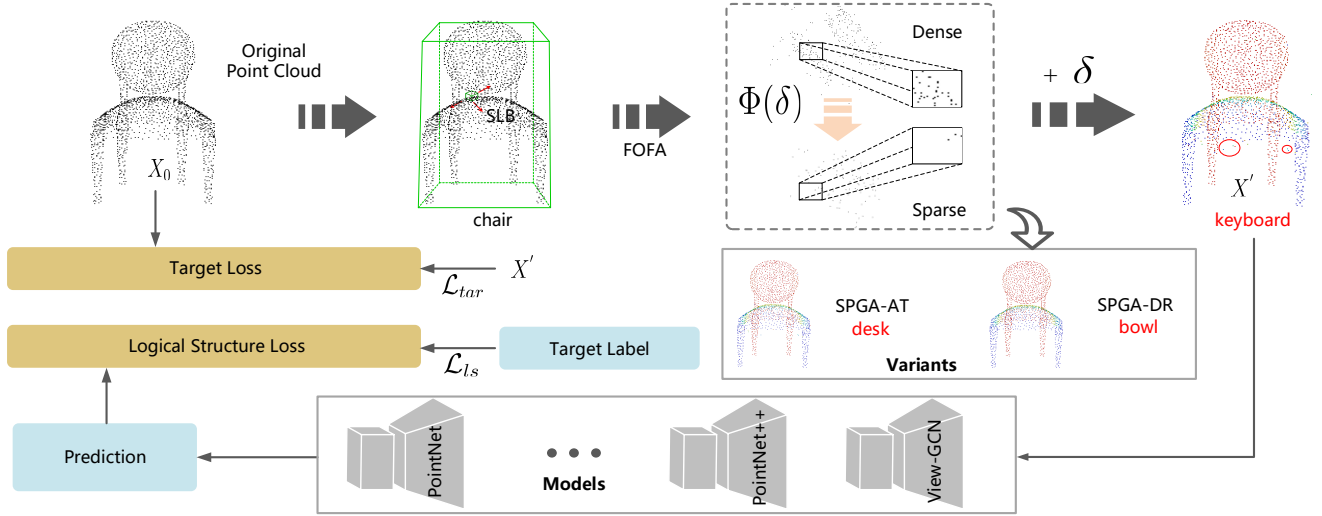 Original
Point Cloud
X₀
SLB
chair
FOFA
Dense
Φ(δ)
Sparse
+ δ
X′
keyboard
Target Loss
ℒₜₐᵣ
X′
Logical Structure Loss
ℒₗₛ
Target Label
SPGA-AT
desk
SPGA-DR
bowl
Variants
Prediction
PointNet
PointNet++
View-GCN
Models